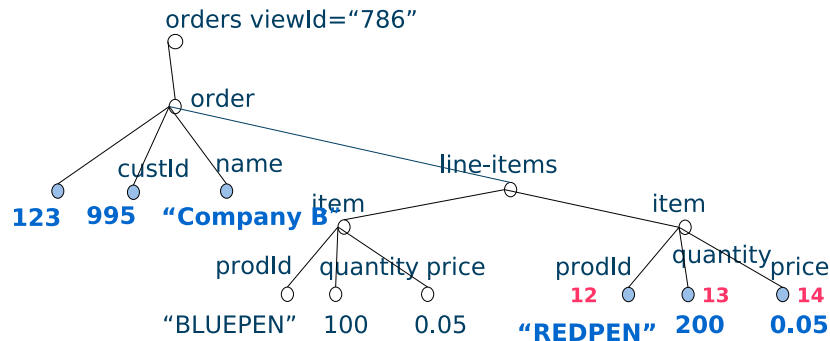 orders viewId=“786”
order
custId name line-items
123 995 “Company B” item item
prodId quantity price prodId quantity price
12 13 14
“BLUEPEN” 100 0.05 “REDPEN” 200 0.05